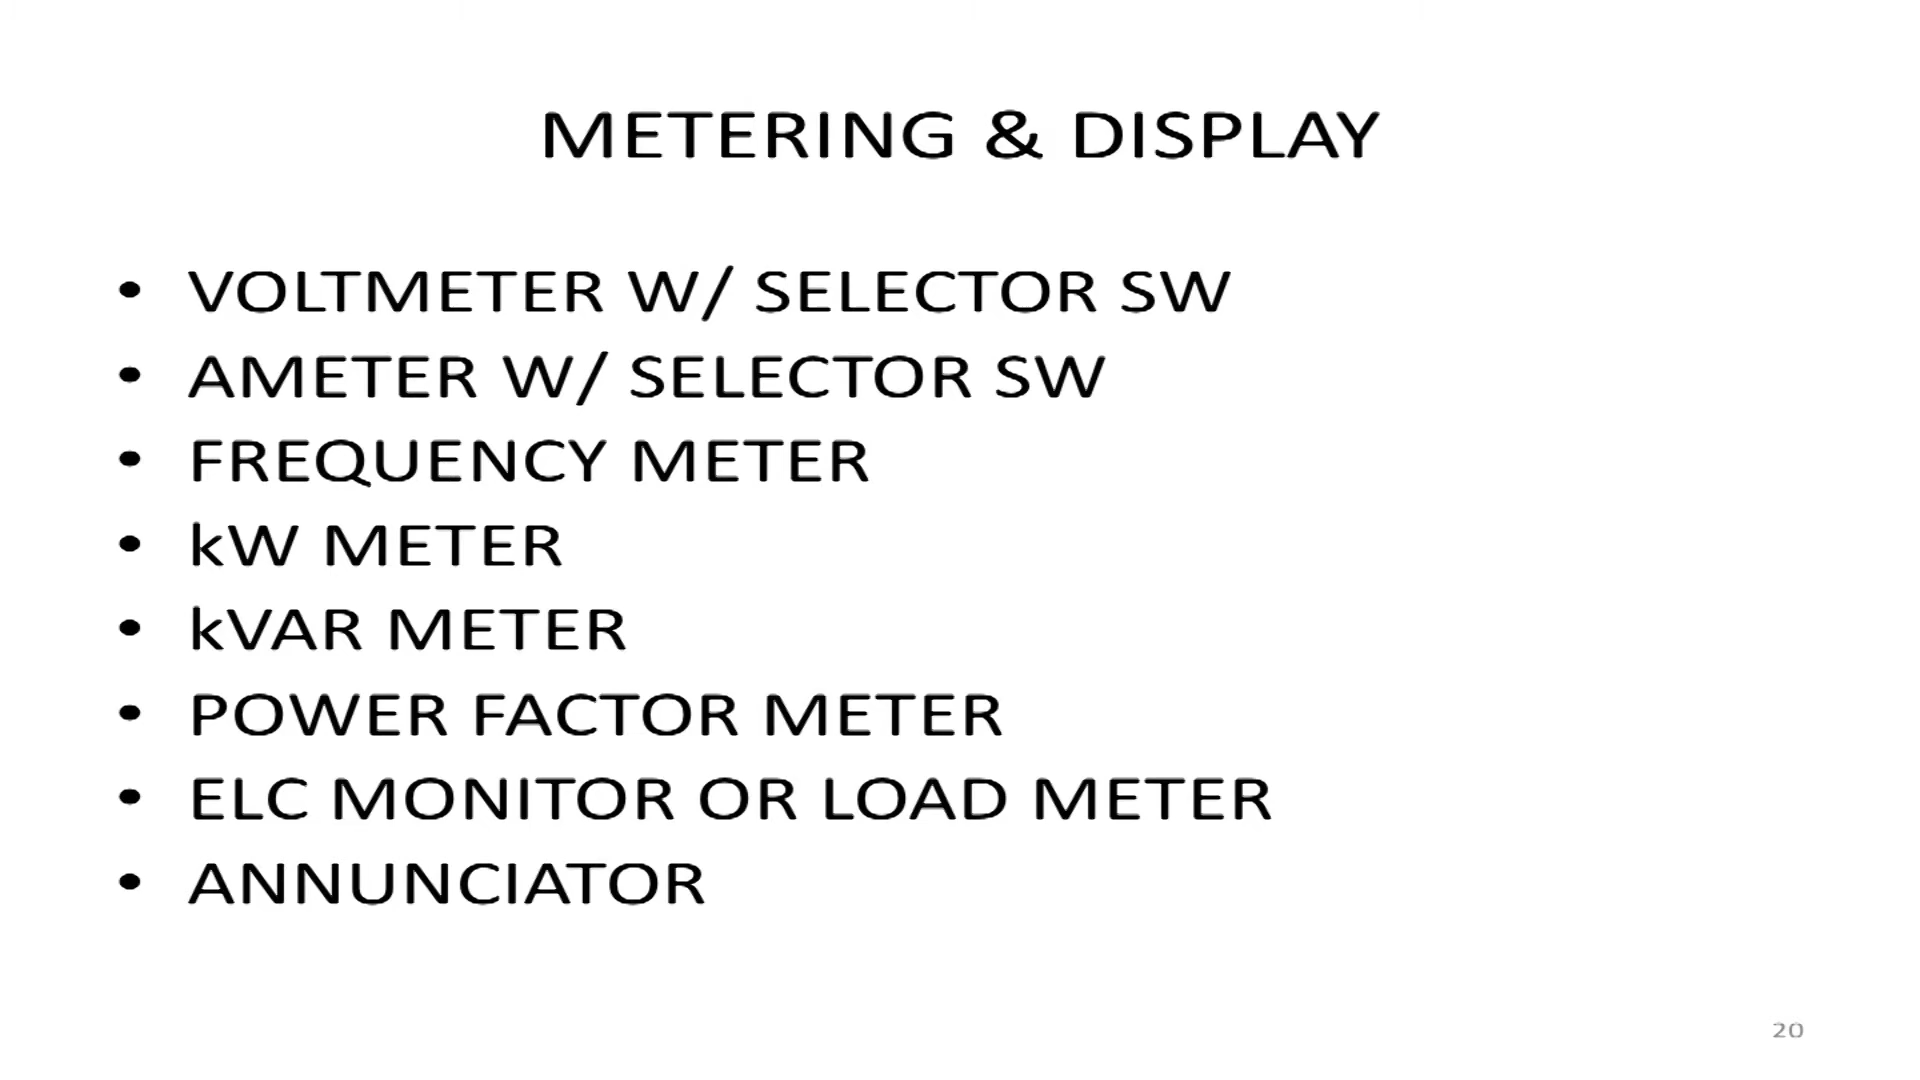 METERING & DISPLAY
• VOLTMETER W/ SELECTOR SW
• AMETER W/ SELECTOR SW
• FREQUENCY METER
• kW METER
• kVAR METER
• POWER FACTOR METER
• ELC MONITOR OR LOAD METER
• ANNUNCIATOR
20